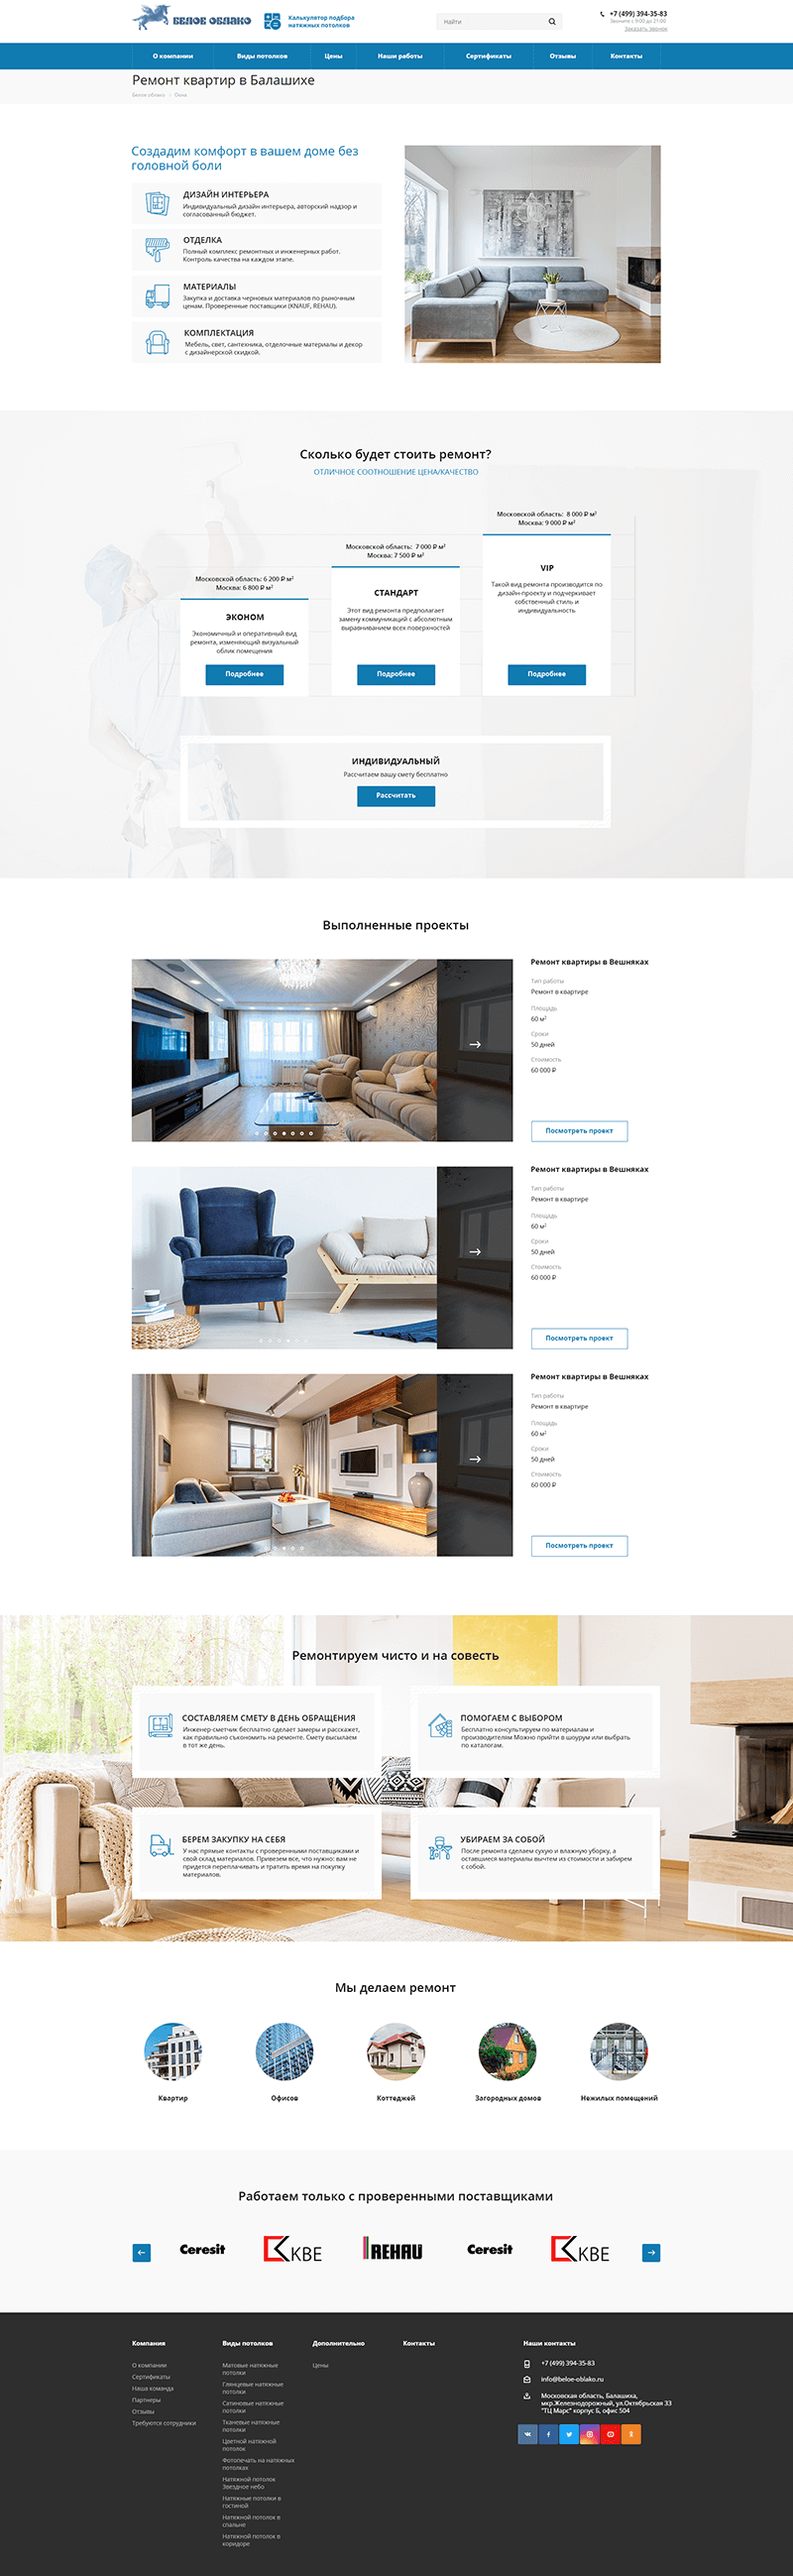 БЕЛОЕ ОБЛАКО
Калькулятор подбора
натяжных потолков
Найти
+7 (499) 394-35-83
Звоните с 9:00 до 21:00
Заказать звонок
О компании
Виды потолков
Цены
Наши работы
Сертификаты
Отзывы
Контакты
Ремонт квартир в Балашихе
Белое облако
Окна
Создадим комфорт в вашем доме без
головной боли
ДИЗАЙН ИНТЕРЬЕРА
Индивидуальный дизайн интерьера, авторский надзор и
согласованный бюджет.
ОТДЕЛКА
Полный комплекс ремонтных и инженерных работ.
Контроль качества на каждом этапе.
МАТЕРИАЛЫ
Закупка и доставка черновых материалов по рыночным
ценам. Проверенные поставщики (KNAUF, REHAU).
КОМПЛЕКТАЦИЯ
Мебель, свет, сантехника, отделочные материалы и декор
с дизайнерской скидкой.
Сколько будет стоить ремонт?
ОТЛИЧНОЕ СООТНОШЕНИЕ ЦЕНА/КАЧЕСТВО
Московской область: 6 200 ₽ м²
Москва: 6 800 ₽ м²
ЭКОНОМ
Экономичный и оперативный вид
ремонта, изменяющий визуальный
облик помещения
Подробнее
Московской область: 7 000 ₽ м²
Москва: 7 500 ₽ м²
СТАНДАРТ
Этот вид ремонта предполагает
замену коммуникаций с абсолютным
выравниванием всех поверхностей
Подробнее
Московской область: 8 000 ₽ м²
Москва: 9 000 ₽ м²
VIP
Такой вид ремонта производится по
дизайн-проекту и подчеркивает
собственный стиль и
индивидуальность
Подробнее
ИНДИВИДУАЛЬНЫЙ
Рассчитаем вашу смету бесплатно
Рассчитать
Выполненные проекты
Ремонт квартиры в Вешняках
Тип работы
Ремонт в квартире
Площадь
60 м²
Сроки
50 дней
Стоимость
60 000 ₽
Посмотреть проект
Ремонт квартиры в Вешняках
Тип работы
Ремонт в квартире
Площадь
60 м²
Сроки
50 дней
Стоимость
60 000 ₽
Посмотреть проект
Ремонт квартиры в Вешняках
Тип работы
Ремонт в квартире
Площадь
60 м²
Сроки
50 дней
Стоимость
60 000 ₽
Посмотреть проект
Ремонтируем чисто и на совесть
СОСТАВЛЯЕМ СМЕТУ В ДЕНЬ ОБРАЩЕНИЯ
Инженер-сметчик бесплатно сделает замеры и расскажет,
как правильно съкономить на ремонте. Смету высылаем
в тот же день.
ПОМОГАЕМ С ВЫБОРОМ
Бесплатно консультируем по материалам и
производителям Можно прийти в шоурум или выбрать
по каталогам.
БЕРЕМ ЗАКУПКУ НА СЕБЯ
У нас прямые контакты с проверенными поставщиками и
свой склад материалов. Привезем все, что нужно: вам не
придется переплачивать и тратить время на покупку
материалов.
УБИРАЕМ ЗА СОБОЙ
После ремонта сделаем сухую и влажную уборку, а
оставшиеся материалы вычтем из стоимости и заберем
с собой.
Мы делаем ремонт
Квартир
Офисов
Коттеджей
Загородных домов
Нежилых помещений
Работаем только с проверенными поставщиками
Ceresit
KBE
REHAU
Ceresit
KBE
Компания
О компании
Сертификаты
Наша команда
Партнеры
Отзывы
Требуются сотрудники
Виды потолков
Матовые натяжные
потолки
Глянцевые натяжные
потолки
Сатиновые натяжные
потолки
Тканевые натяжные
потолки
Цветной натяжной
потолок
Фотопечать на натяжных
потолках
Натяжной потолок
Звездное небо
Натяжные потолки в
гостиной
Натяжной потолок в
спальне
Натяжной потолок в
коридоре
Дополнительно
Цены
Контакты
Наши контакты
+7 (499) 394-35-83
info@beloe-oblako.ru
Московская область, Балашиха,
мкр.Железнодорожный, ул.Октябрьская 33
"ТЦ Марс" корпус Б, офис 504